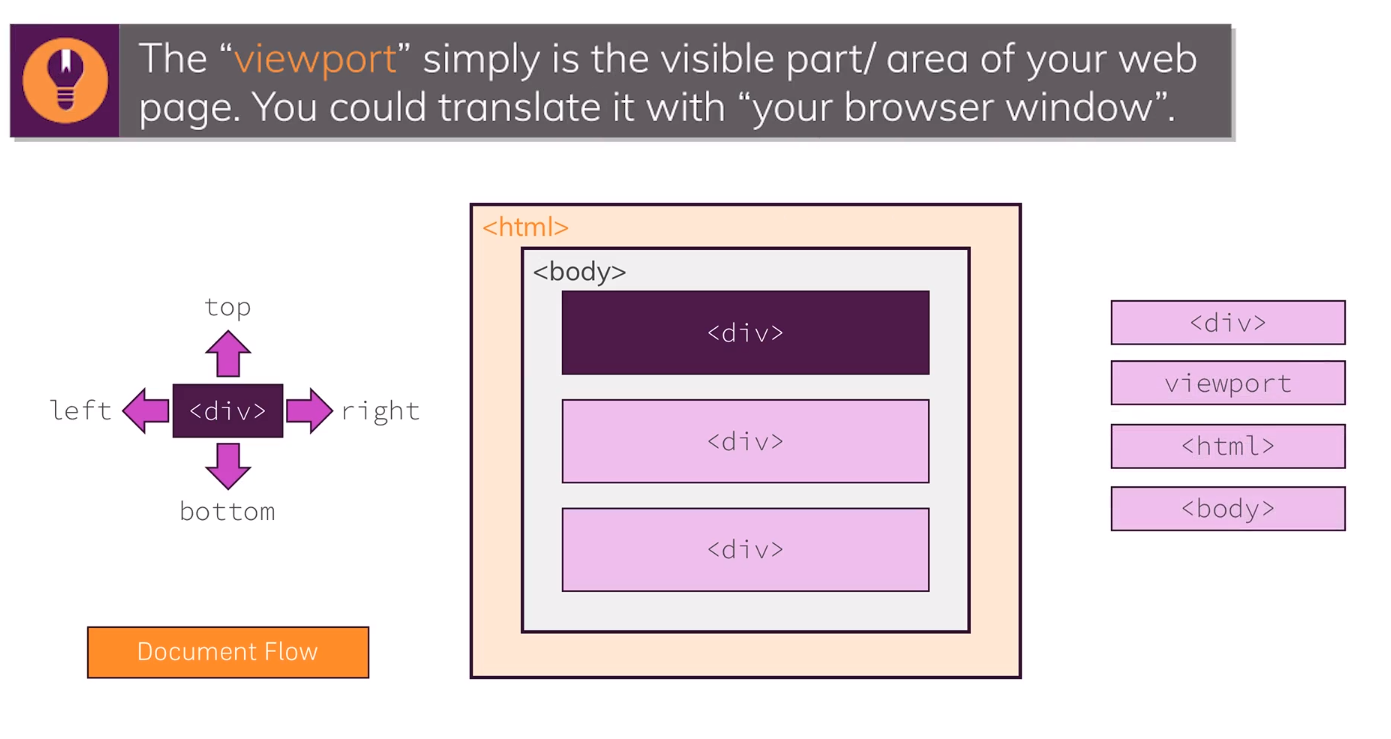 The “viewport” simply is the visible part/ area of your web
page. You could translate it with “your browser window”.
top
left
<div>
right
bottom
Document Flow
<html>
<body>
<div>
<div>
<div>
<div>
viewport
<html>
<body>